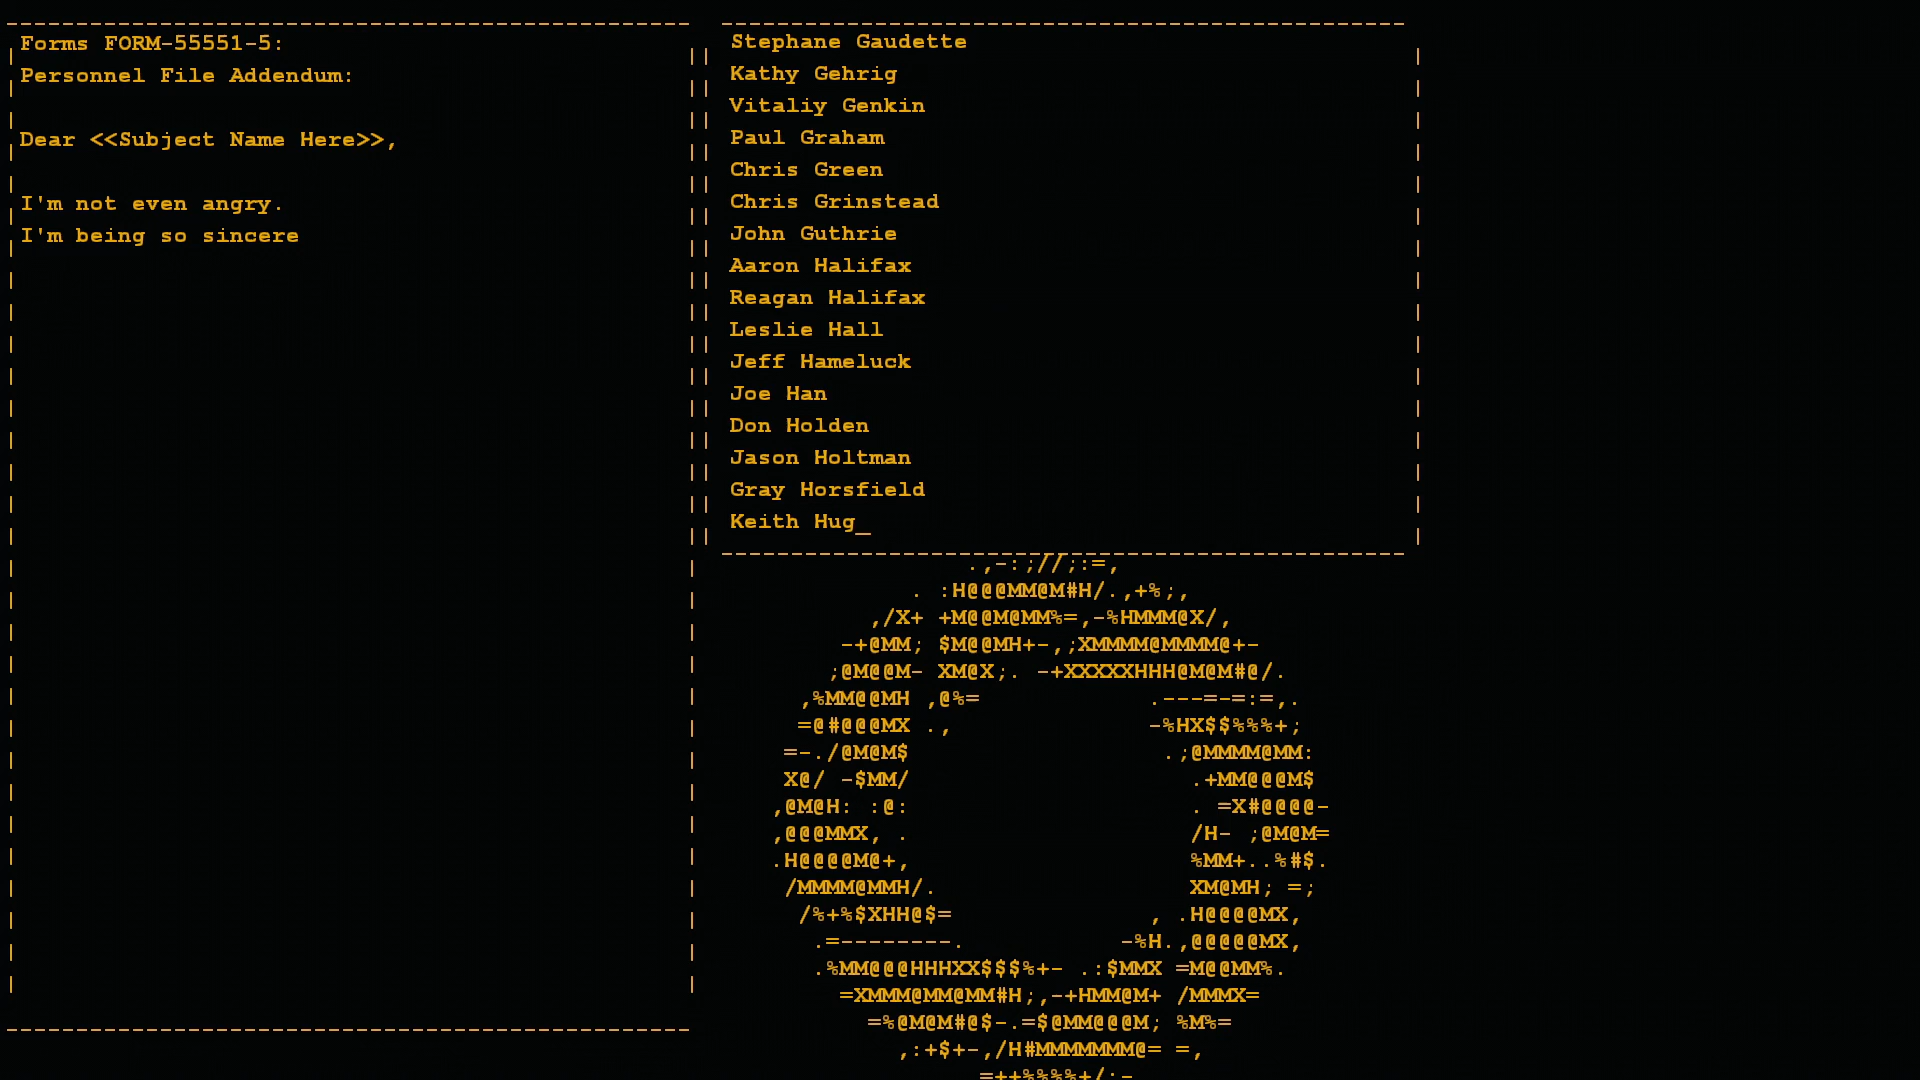 Forms FORM-55551-5:
Personnel File Addendum:
Dear <<Subject Name Here>>,
I'm not even angry.
I'm being so sincere
Stephane Gaudette
Kathy Gehrig
Vitaliy Genkin
Paul Graham
Chris Green
Chris Grinstead
John Guthrie
Aaron Halifax
Reagan Halifax
Leslie Hall
Jeff Hameluck
Joe Han
Don Holden
Jason Holtman
Gray Horsfield
Keith Hug_